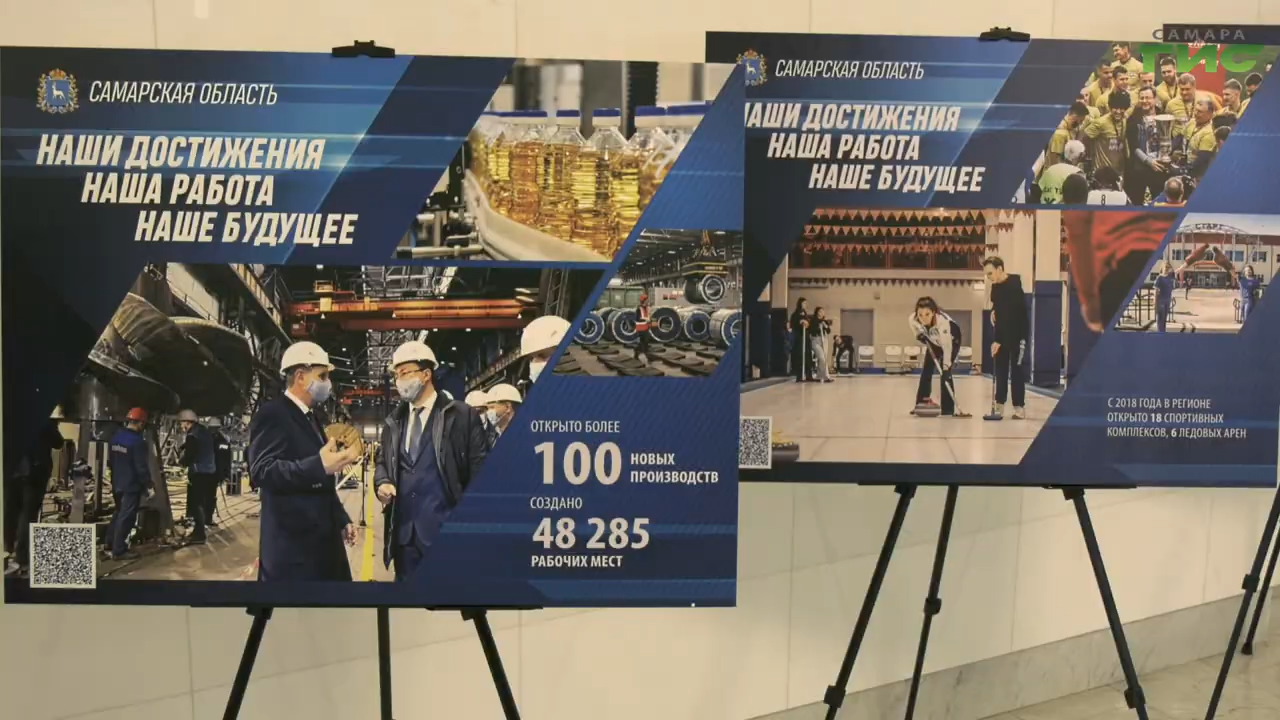 САМАРСКАЯ ОБЛАСТЬ
НАШИ ДОСТИЖЕНИЯ
НАША РАБОТА
НАШЕ БУДУЩЕЕ
ОТКРЫТО БОЛЕЕ
100 НОВЫХ
ПРОИЗВОДСТВ
СОЗДАНО
48 285
РАБОЧИХ МЕСТ
САМАРСКАЯ ОБЛАСТЬ
НАШИ ДОСТИЖЕНИЯ
НАША РАБОТА
НАШЕ БУДУЩЕЕ
С 2018 ГОДА В РЕГИОНЕ
ОТКРЫТО 18 СПОРТИВНЫХ
КОМПЛЕКСОВ, 6 ЛЕДОВЫХ АРЕН
СТАРТ
САМАРА
ГИС